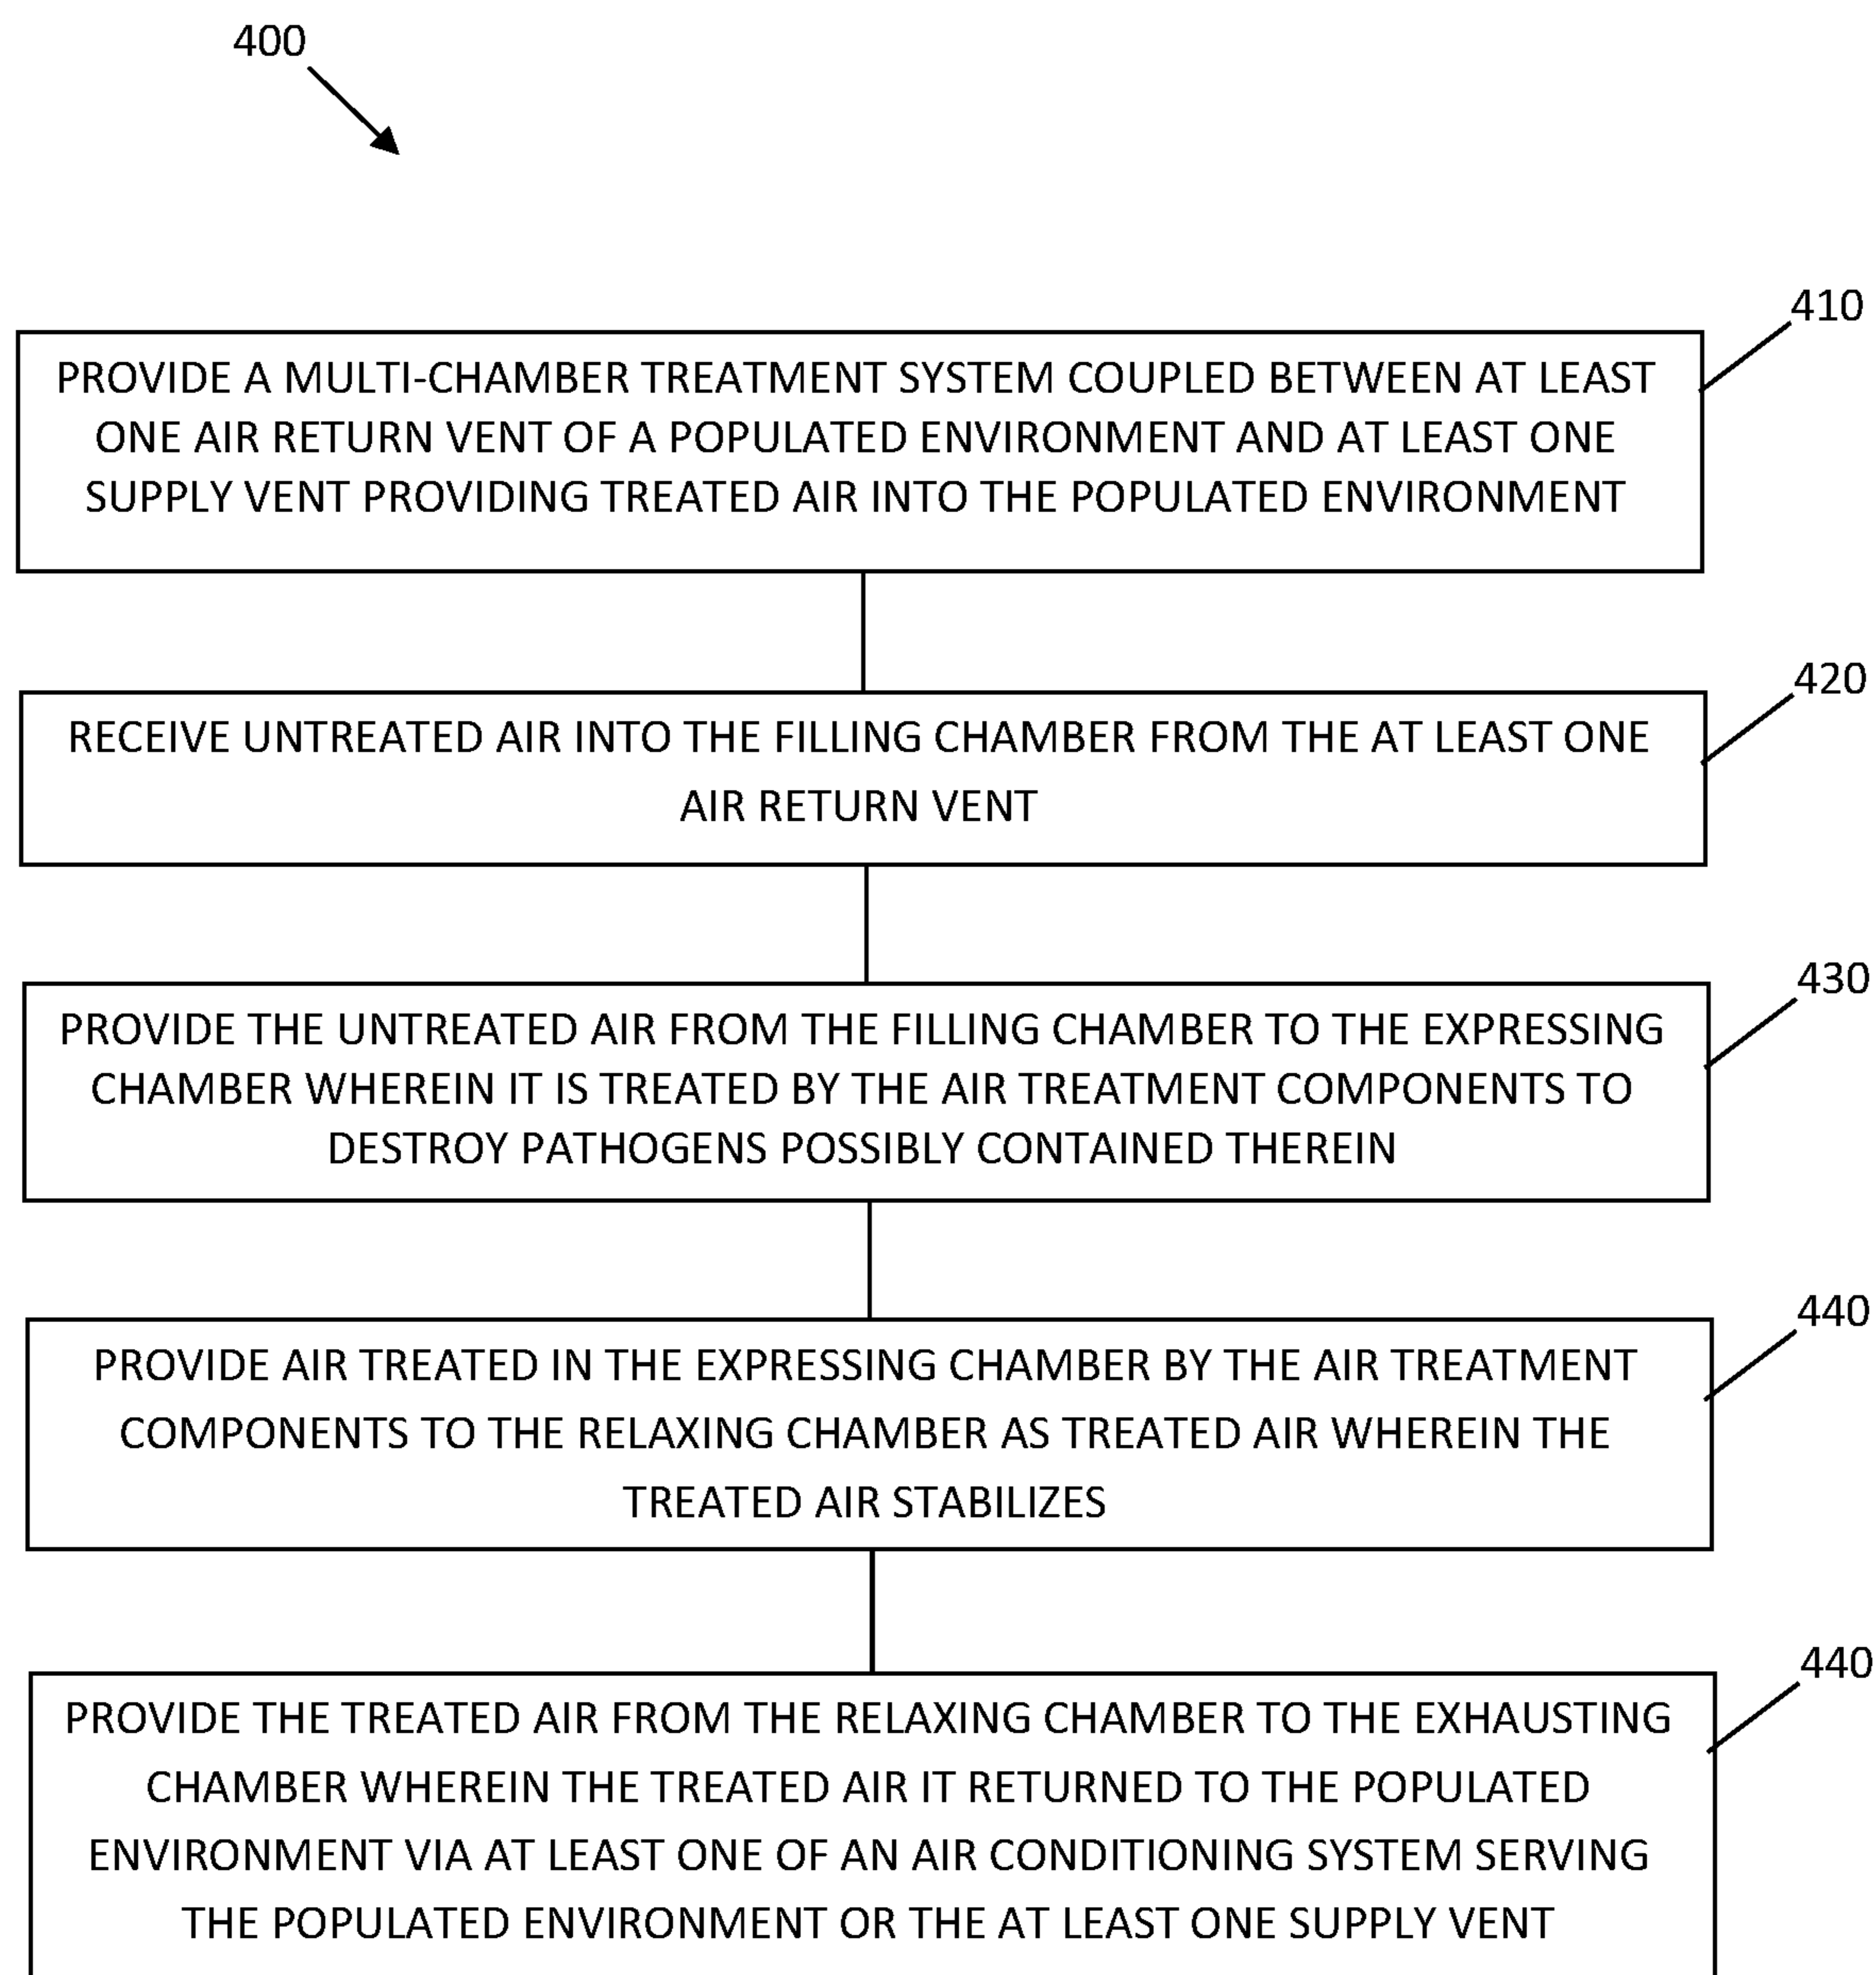 400
410
PROVIDE A MULTI-CHAMBER TREATMENT SYSTEM COUPLED BETWEEN AT LEAST
ONE AIR RETURN VENT OF A POPULATED ENVIRONMENT AND AT LEAST ONE
SUPPLY VENT PROVIDING TREATED AIR INTO THE POPULATED ENVIRONMENT
420
RECEIVE UNTREATED AIR INTO THE FILLING CHAMBER FROM THE AT LEAST ONE
AIR RETURN VENT
430
PROVIDE THE UNTREATED AIR FROM THE FILLING CHAMBER TO THE EXPRESSING
CHAMBER WHEREIN IT IS TREATED BY THE AIR TREATMENT COMPONENTS TO
DESTROY PATHOGENS POSSIBLY CONTAINED THEREIN
440
PROVIDE AIR TREATED IN THE EXPRESSING CHAMBER BY THE AIR TREATMENT
COMPONENTS TO THE RELAXING CHAMBER AS TREATED AIR WHEREIN THE
TREATED AIR STABILIZES
440
PROVIDE THE TREATED AIR FROM THE RELAXING CHAMBER TO THE EXHAUSTING
CHAMBER WHEREIN THE TREATED AIR IT RETURNED TO THE POPULATED
ENVIRONMENT VIA AT LEAST ONE OF AN AIR CONDITIONING SYSTEM SERVING
THE POPULATED ENVIRONMENT OR THE AT LEAST ONE SUPPLY VENT